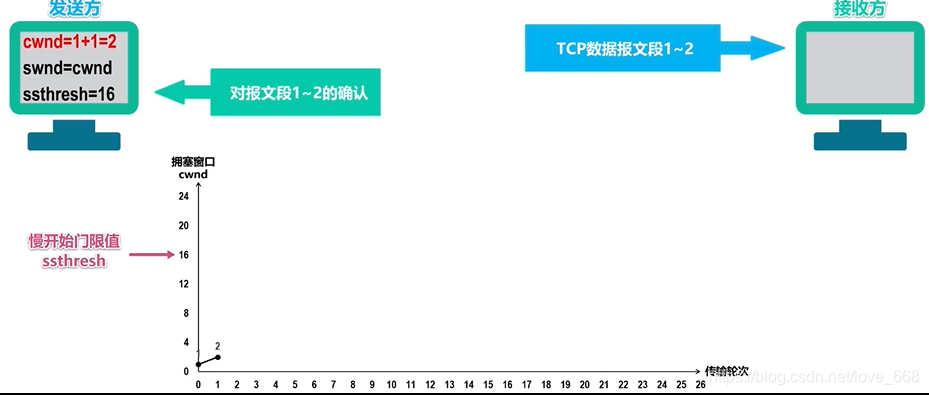 发送方
接收方
cwnd=1+1=2
swnd=cwnd
ssthresh=16
TCP数据报文段1~2
对报文段1~2的确认
拥塞窗口
cwnd
24
20
慢开始门限值
ssthresh
16
12
8
4
0
1
2
0 1 2 3 4 5 6 7 8 9 10 11 12 13 14 15 16 17 18 19 20 21 22 23 24 25 26
传输轮次
https://blog.csdn.net/love_668